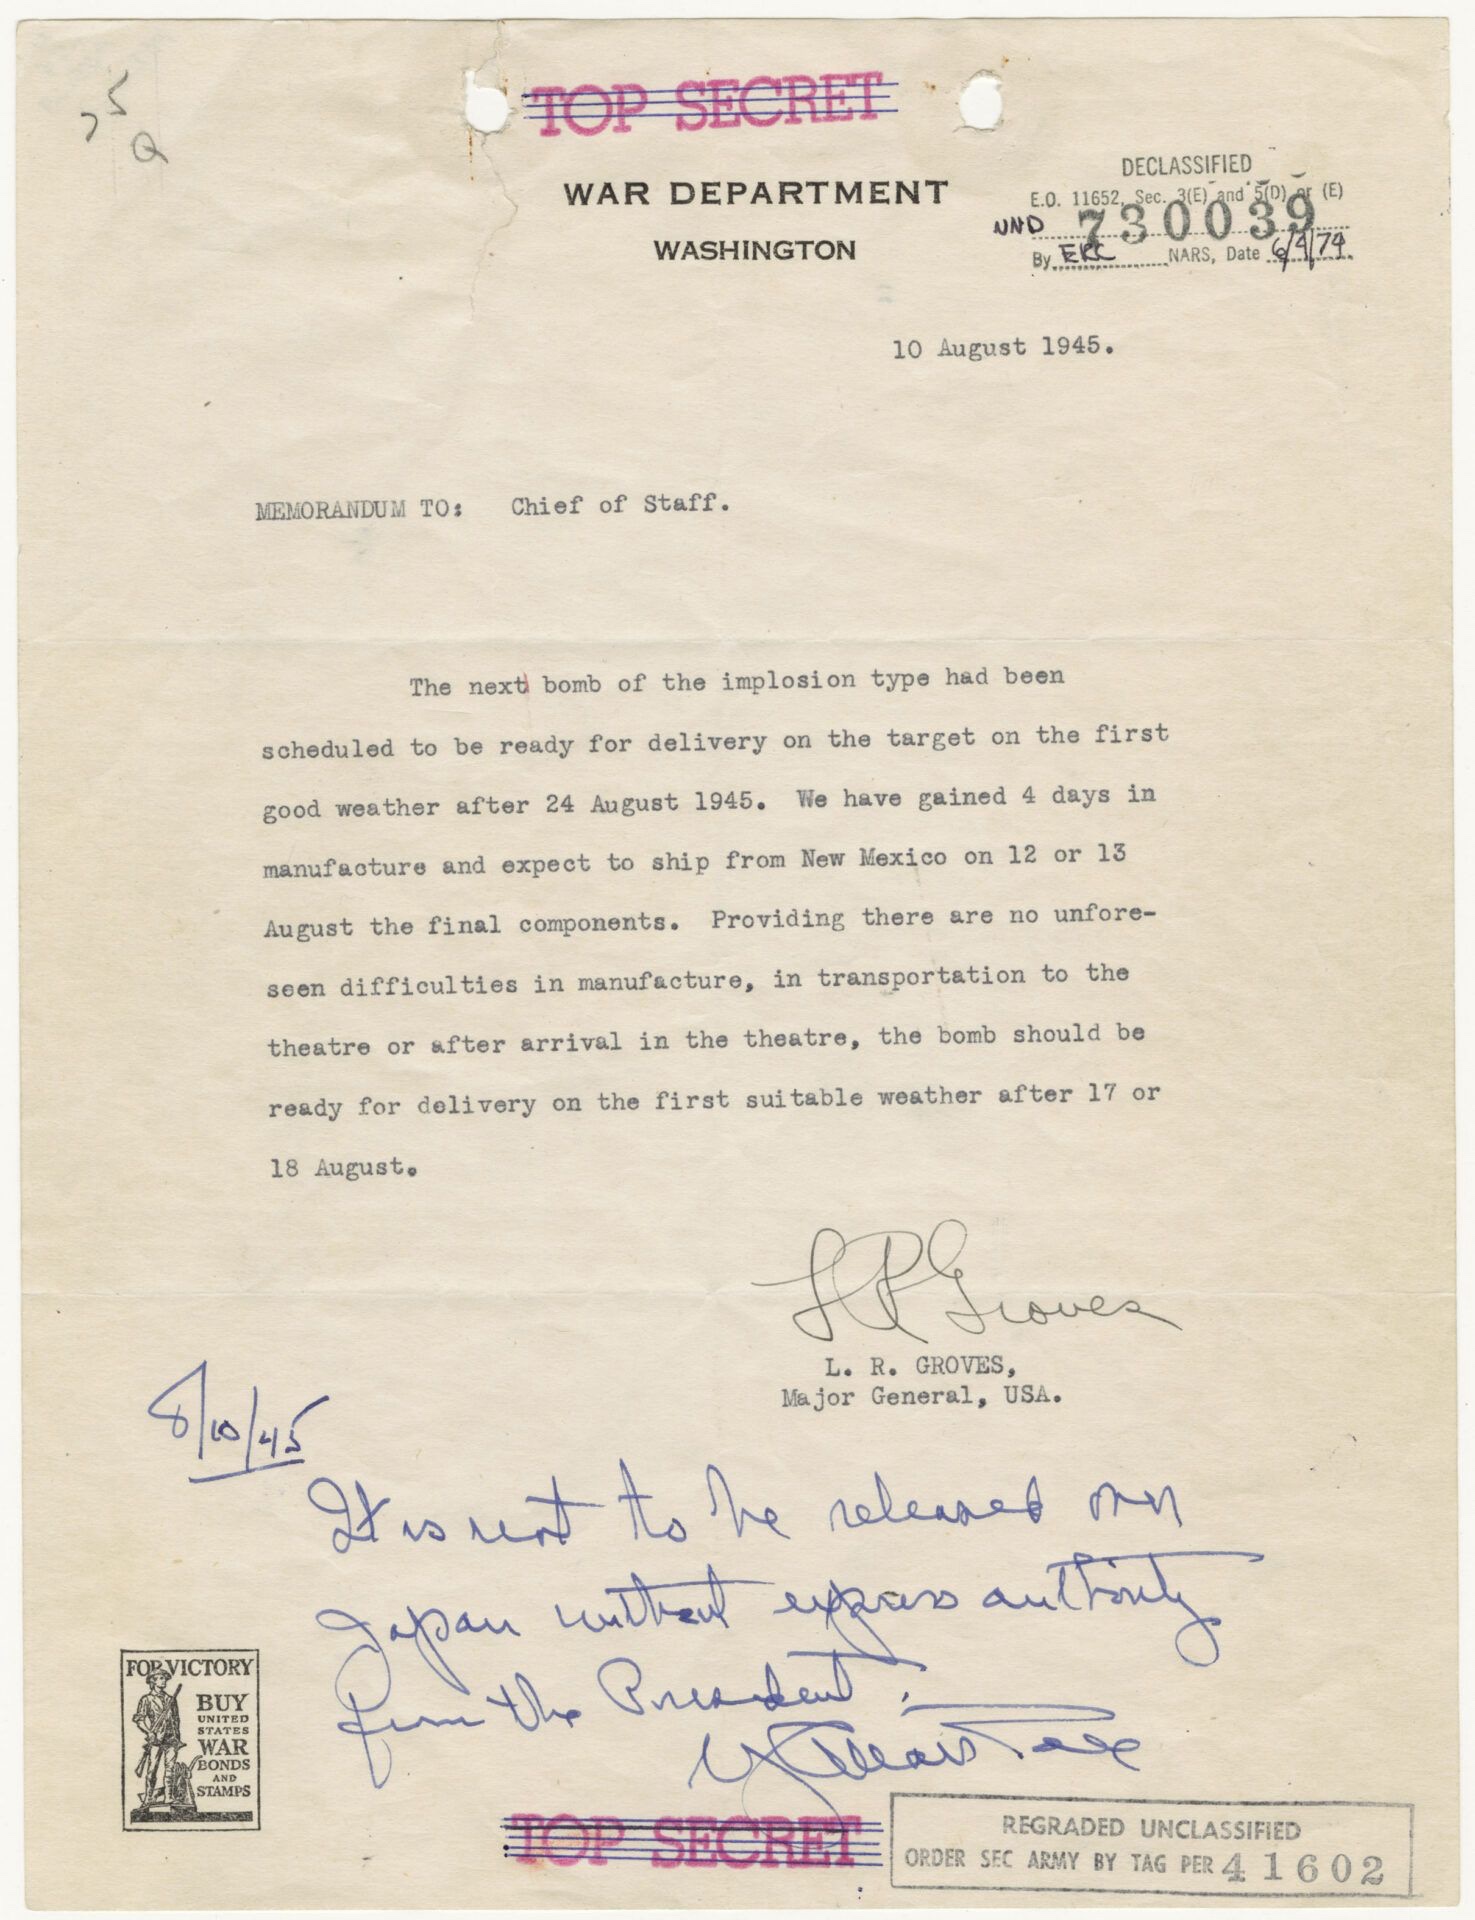 TOP SECRET
WAR DEPARTMENT
WASHINGTON
DECLASSIFIED
E.O. 11652, Sec. 3(E) and 5(D) or (E)
NND 730039
By ERC NARS, Date 6/4/74
10 August 1945.
MEMORANDUM TO: Chief of Staff.
The next bomb of the implosion type had been
scheduled to be ready for delivery on the target on the first
good weather after 24 August 1945. We have gained 4 days in
manufacture and expect to ship from New Mexico on 12 or 13
August the final components. Providing there are no unfore-
seen difficulties in manufacture, in transportation to the
theatre or after arrival in the theatre, the bomb should be
ready for delivery on the first suitable weather after 17 or
18 August.
L R Groves
L. R. GROVES,
Major General, USA.
8/10/45
It is not to be released on
Japan without express authority
from the President.
FOR VICTORY
BUY
UNITED
STATES
WAR
BONDS
AND
STAMPS
TOP SECRET
REGRADED UNCLASSIFIED
ORDER SEC ARMY BY TAG PER 41602